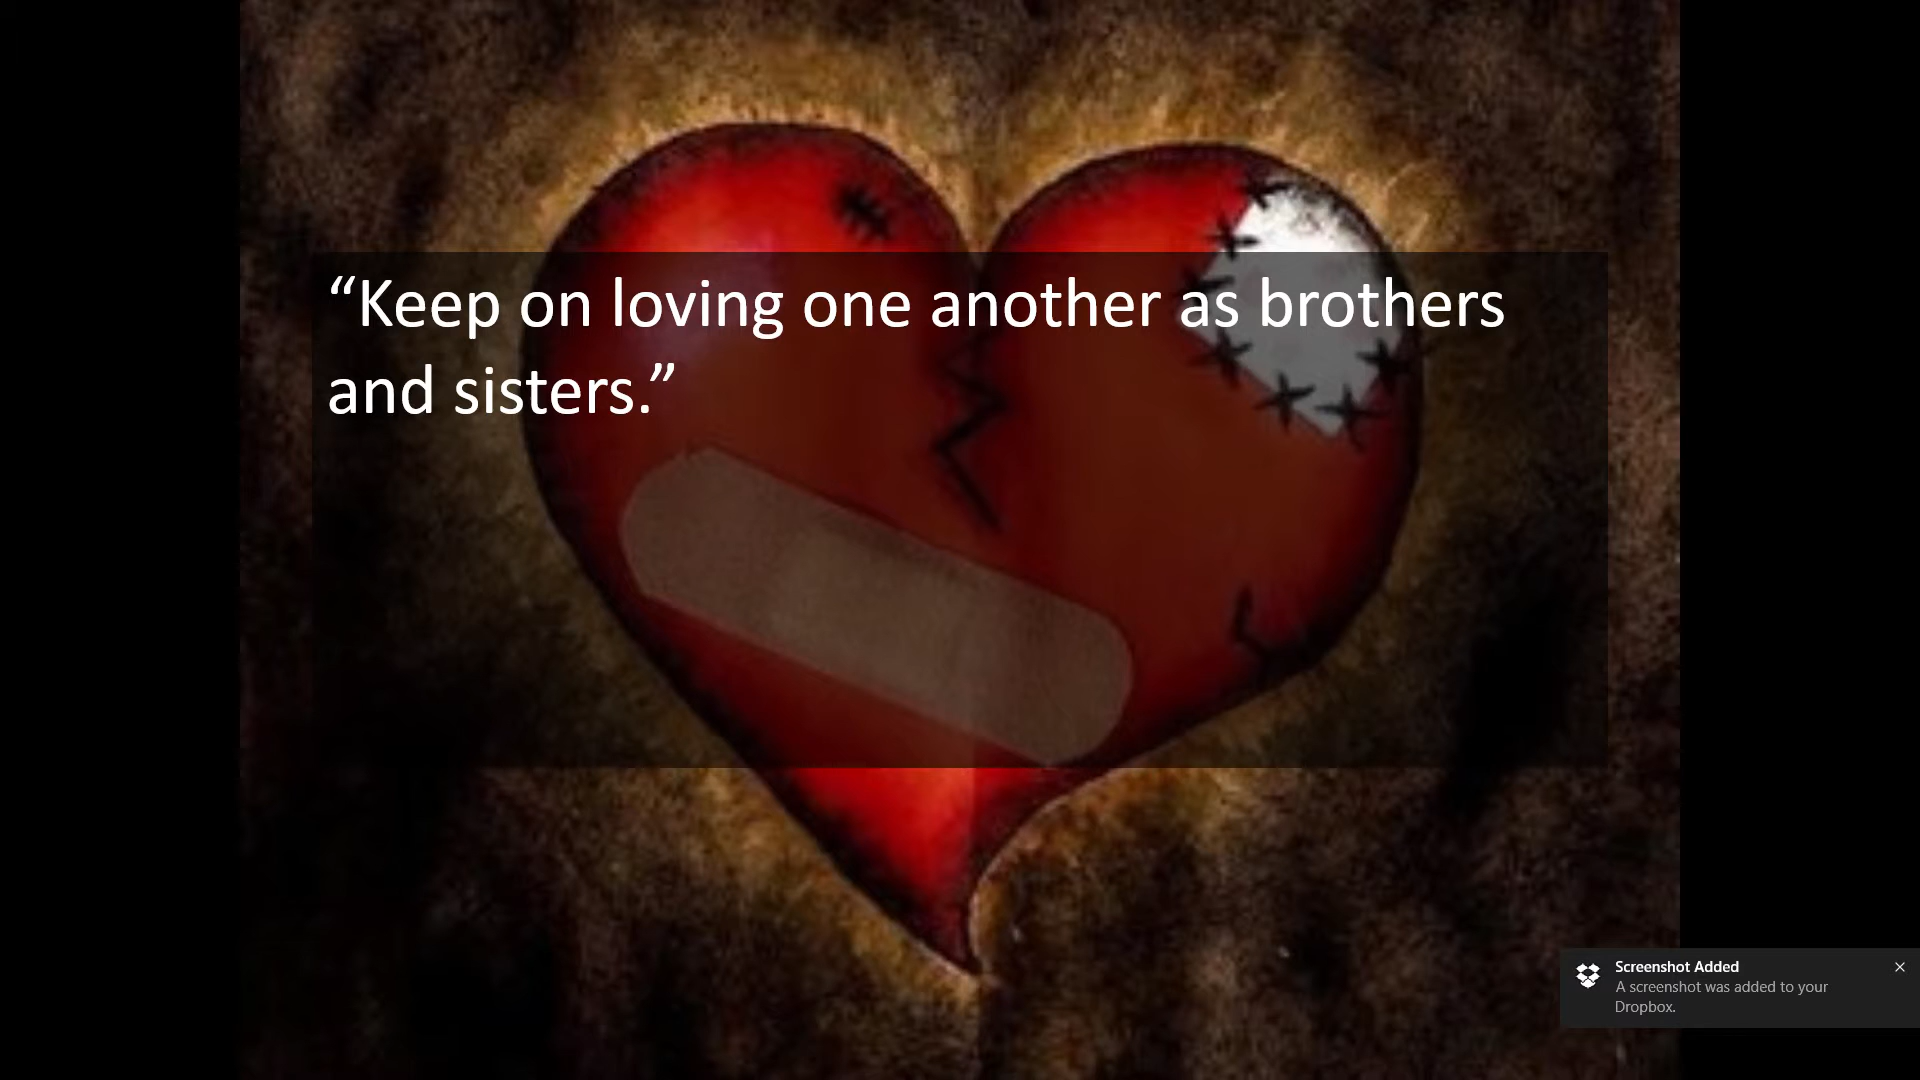 “Keep on loving one another as brothers
and sisters.”
Screenshot Added
A screenshot was added to your
Dropbox.